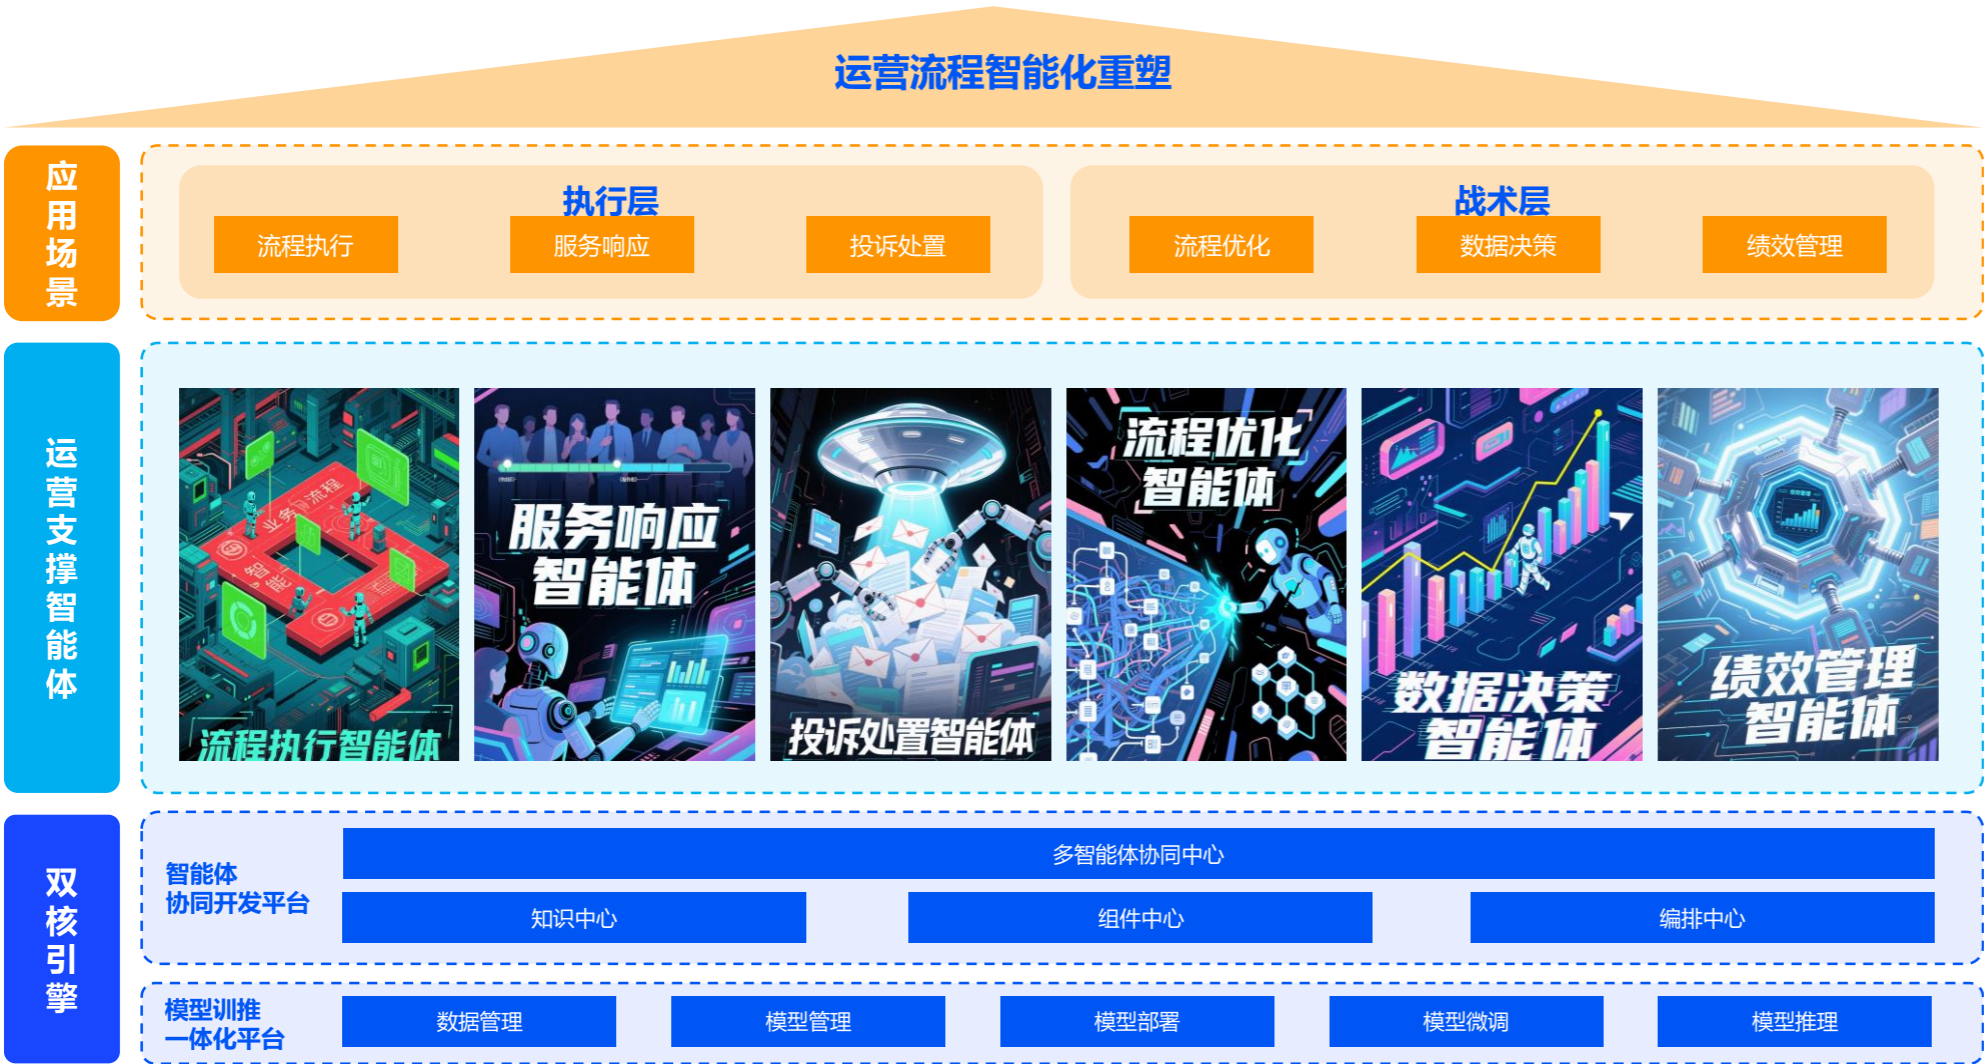 运营流程智能化重塑
应用场景
执行层
流程执行
服务响应
投诉处置
战术层
流程优化
数据决策
绩效管理
运营支撑智能体
业务
流程
智能
流程执行智能体
服务响应
智能体
投诉处置智能体
流程优化
智能体
数据决策
智能体
绩效管理
智能体
双核引擎
智能体
协同开发平台
多智能体协同中心
知识中心
组件中心
编排中心
模型训推
一体化平台
数据管理
模型管理
模型部署
模型微调
模型推理